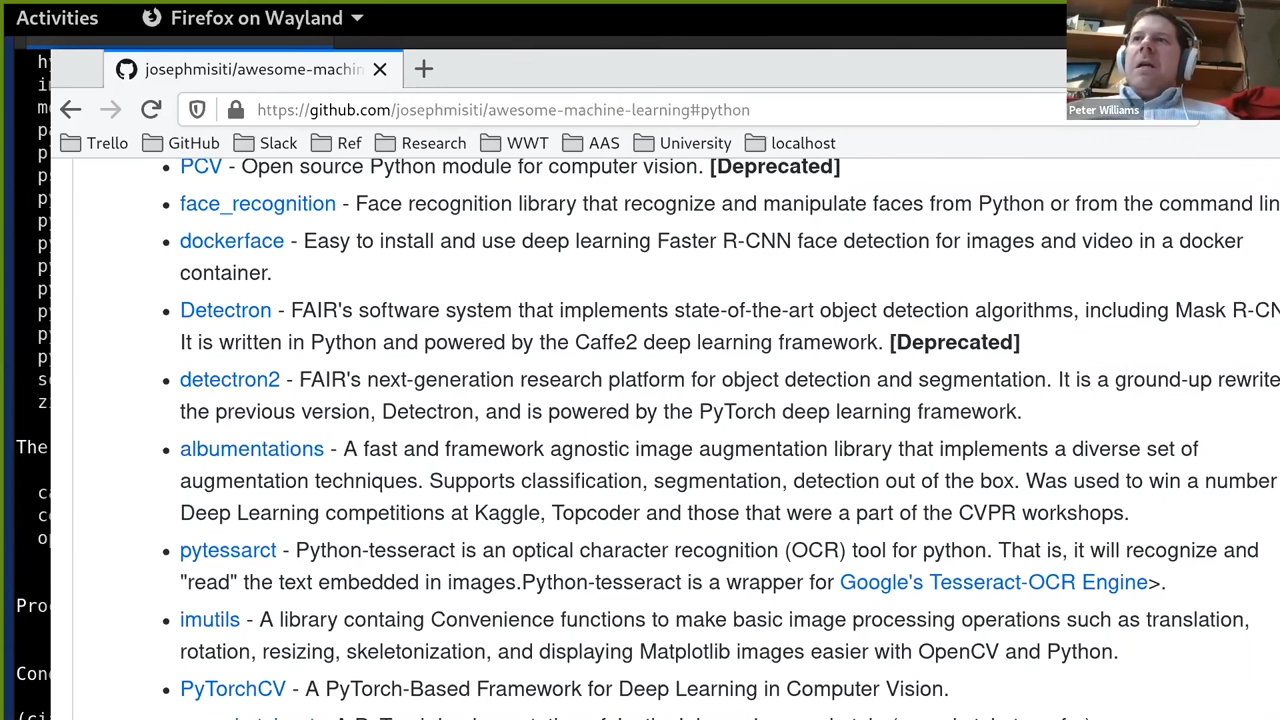 Activities
Firefox on Wayland
josephmisiti/awesome-machin
https://github.com/josephmisiti/awesome-machine-learning#python
Peter Williams
Trello GitHub Slack Ref Research WWT AAS University localhost
PCV - Open source Python module for computer vision. [Deprecated]
face_recognition - Face recognition library that recognize and manipulate faces from Python or from the command lin
dockerface - Easy to install and use deep learning Faster R-CNN face detection for images and video in a docker
container.
Detectron - FAIR's software system that implements state-of-the-art object detection algorithms, including Mask R-CN
It is written in Python and powered by the Caffe2 deep learning framework. [Deprecated]
detectron2 - FAIR's next-generation research platform for object detection and segmentation. It is a ground-up rewrite
the previous version, Detectron, and is powered by the PyTorch deep learning framework.
albumentations - A fast and framework agnostic image augmentation library that implements a diverse set of
augmentation techniques. Supports classification, segmentation, detection out of the box. Was used to win a number
Deep Learning competitions at Kaggle, Topcoder and those that were a part of the CVPR workshops.
pytessarct - Python-tesseract is an optical character recognition (OCR) tool for python. That is, it will recognize and
"read" the text embedded in images.Python-tesseract is a wrapper for Google's Tesseract-OCR Engine>.
imutils - A library containg Convenience functions to make basic image processing operations such as translation,
rotation, resizing, skeletonization, and displaying Matplotlib images easier with OpenCV and Python.
PyTorchCV - A PyTorch-Based Framework for Deep Learning in Computer Vision.
The
Pro
Con